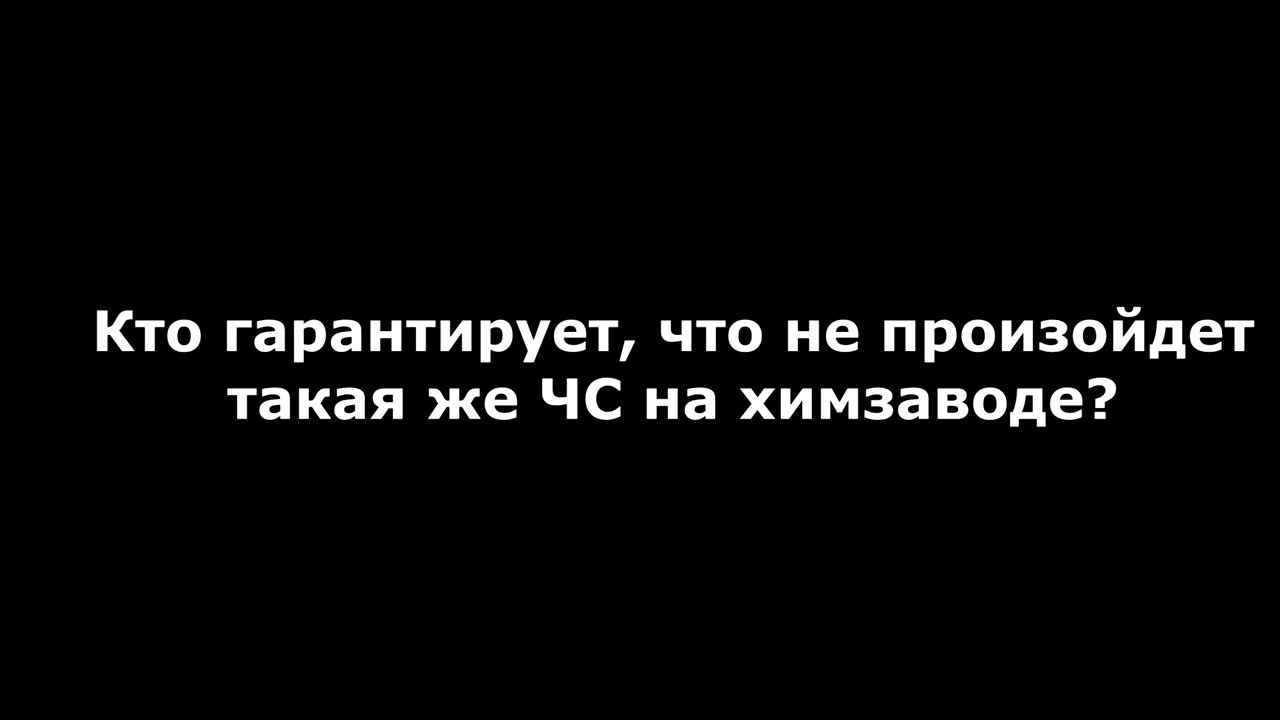 Кто гарантирует, что не произойдет
такая же ЧС на химзаводе?